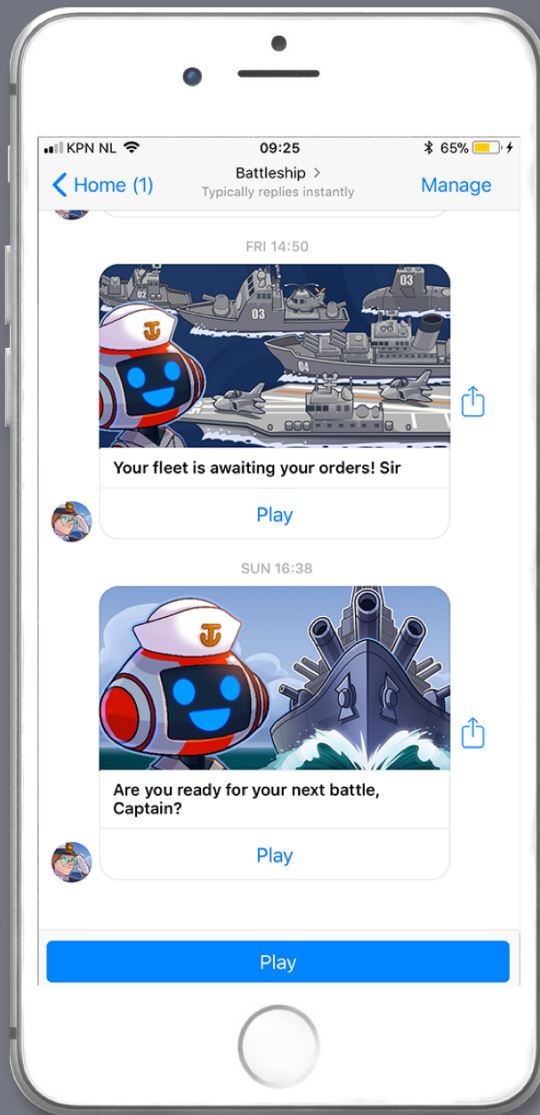 KPN NL 09:25 65%
Home (1) Battleship > Manage
Typically replies instantly
FRI 14:50
02 03 03
04
Your fleet is awaiting your orders! Sir
Play
SUN 16:38
Are you ready for your next battle,
Captain?
Play
Play